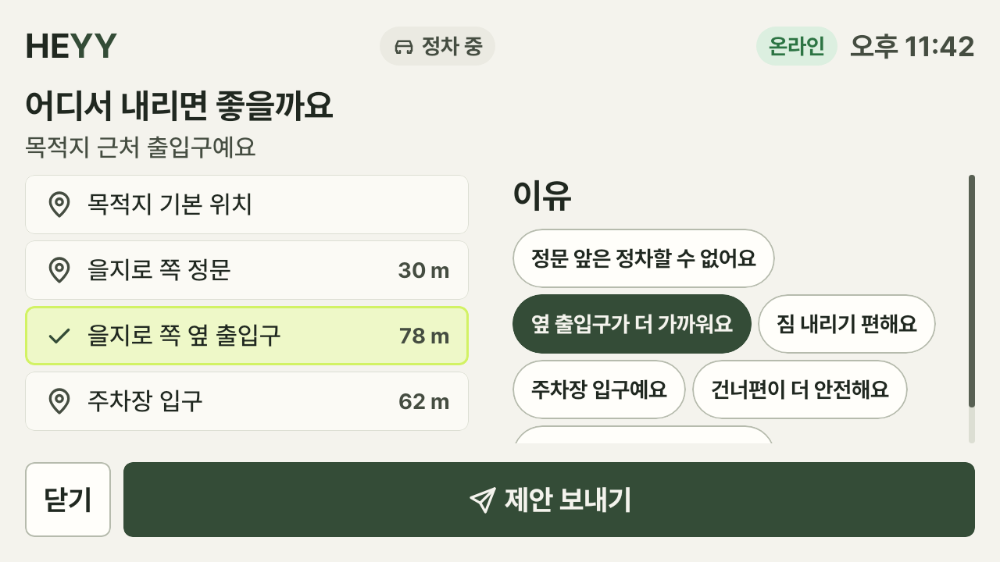 HEYY
정차 중
온라인 오후 11:42
어디서 내리면 좋을까요
목적지 근처 출입구예요
목적지 기본 위치
을지로 쪽 정문 30 m
을지로 쪽 옆 출입구 78 m
주차장 입구 62 m
이유
정문 앞은 정차할 수 없어요
옆 출입구가 더 가까워요
짐 내리기 편해요
주차장 입구예요
건너편이 더 안전해요
닫기
제안 보내기